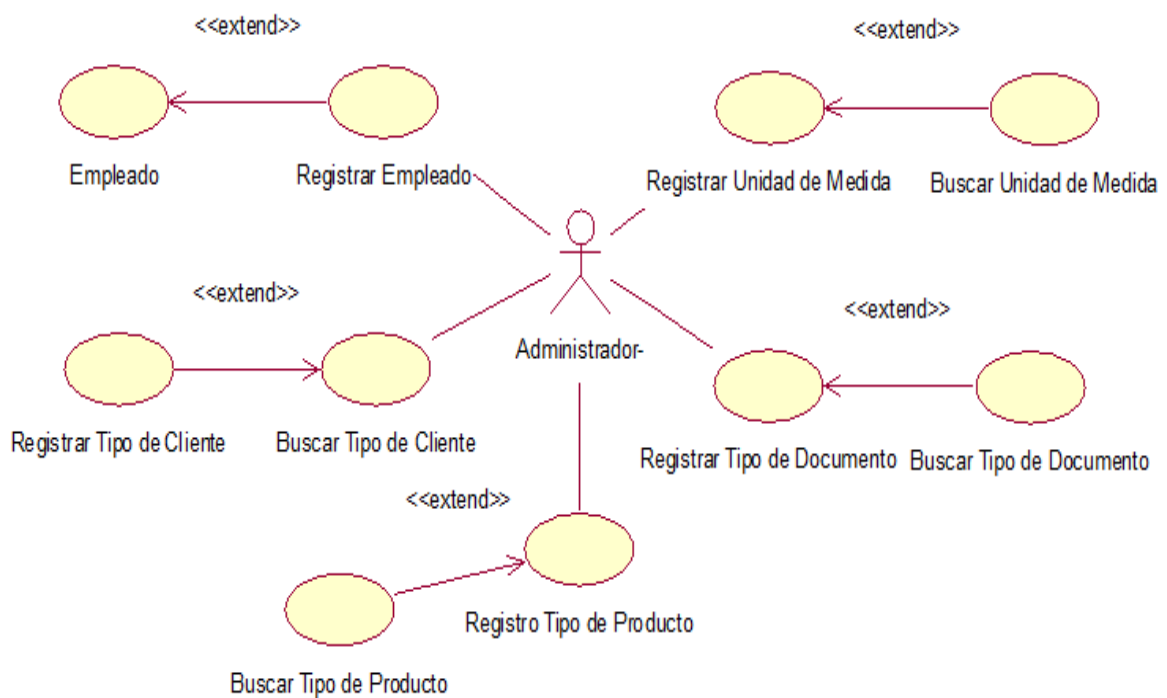 <<extend>>
<<extend>>
Empleado
Registrar Empleado
Registrar Unidad de Medida
Buscar Unidad de Medida
<<extend>>
<<extend>>
Administrador-
Registrar Tipo de Cliente
Buscar Tipo de Cliente
Registrar Tipo de Documento
Buscar Tipo de Documento
<<extend>>
Registro Tipo de Producto
Buscar Tipo de Producto